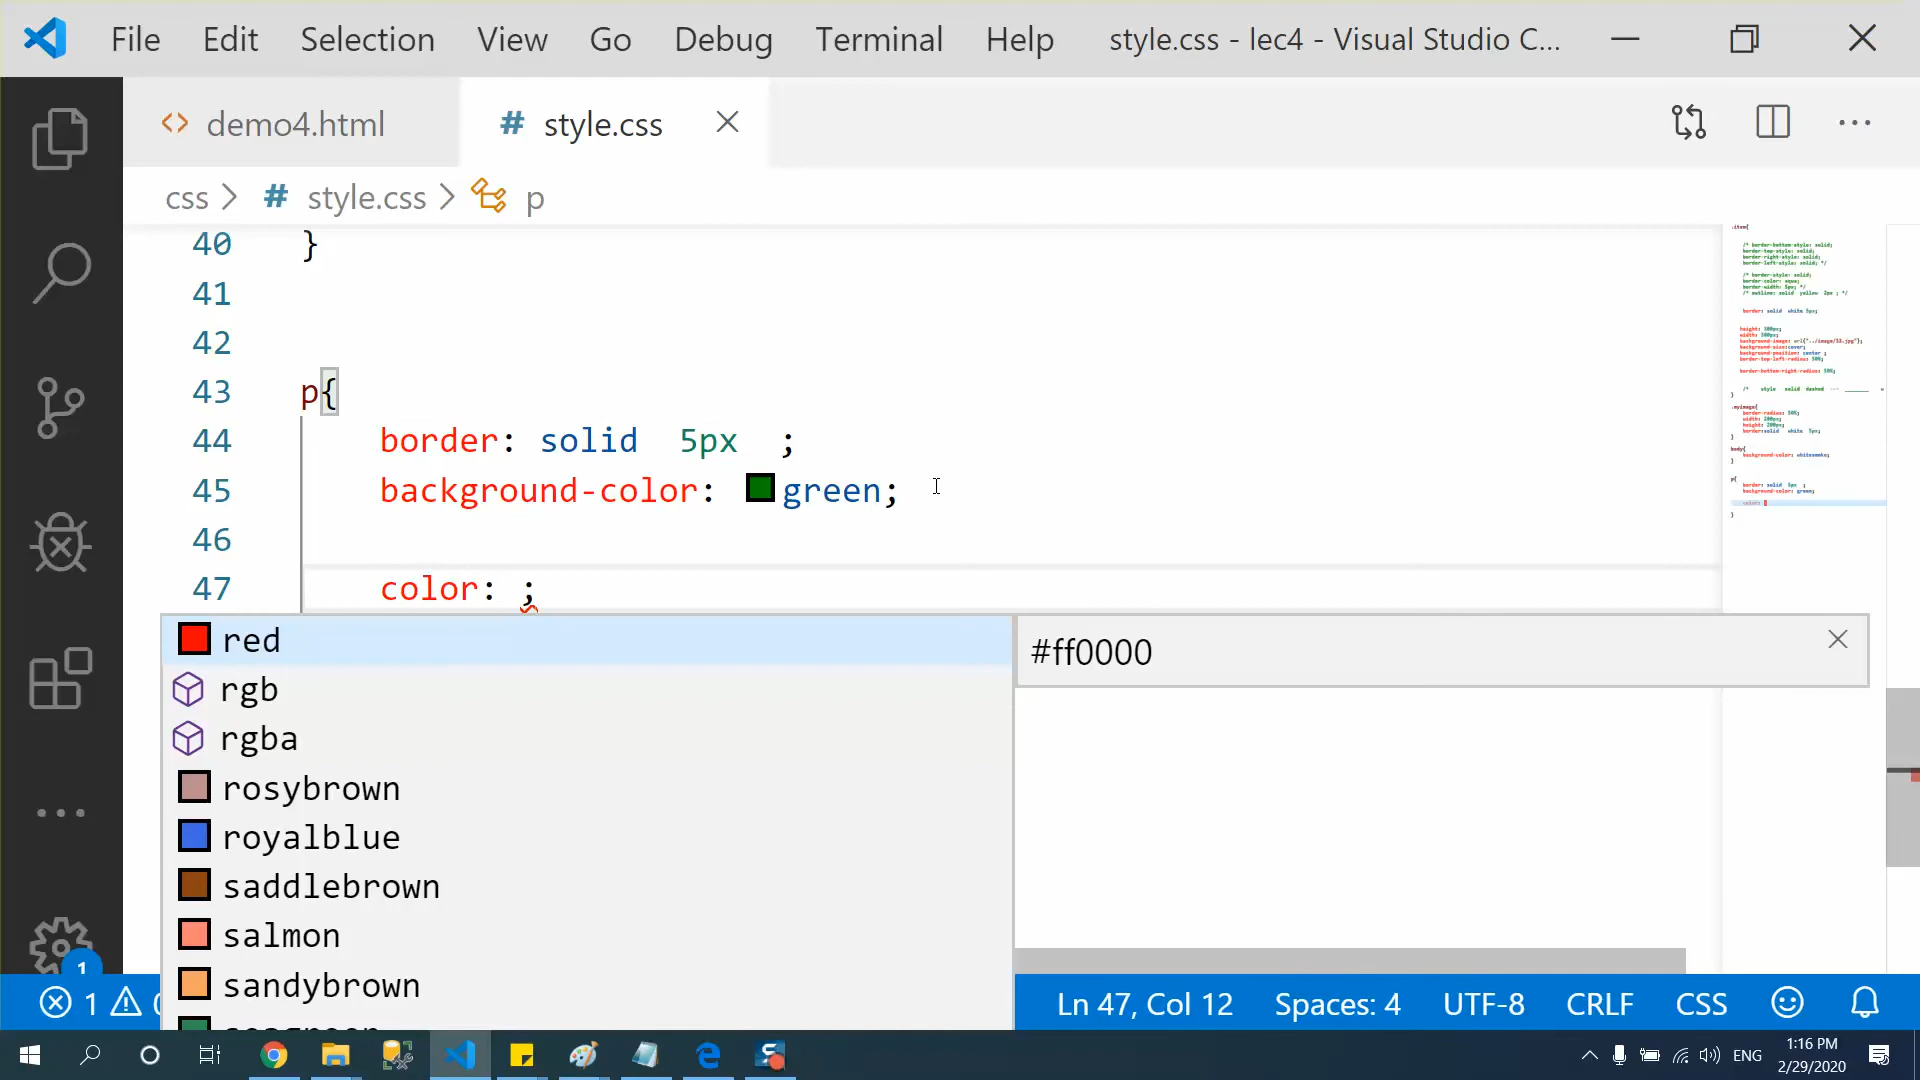 File Edit Selection View Go Debug Terminal Help style.css - lec4 - Visual Studio C...
demo4.html # style.css
css > # style.css > p
40 }
41
42
43 p{
44 border: solid 5px ;
45 background-color: green;
46
47 color: ;
red #ff0000
rgb
rgba
rosybrown
royalblue
saddlebrown
salmon
sandybrown
seagreen
1
1 0 Ln 47, Col 12 Spaces: 4 UTF-8 CRLF CSS
ENG 1:16 PM
2/29/2020